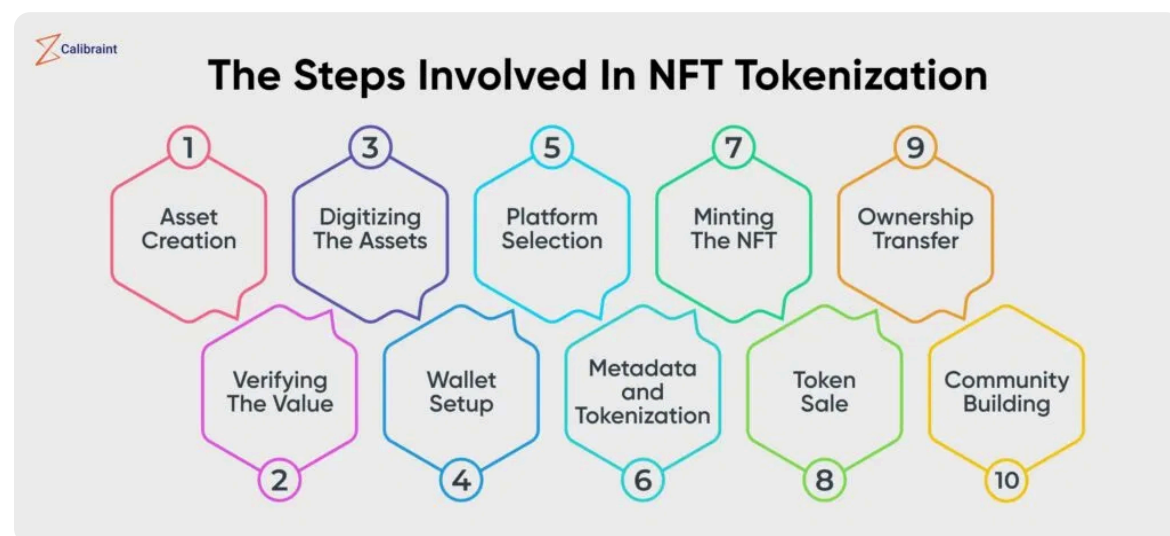 Calibraint
The Steps Involved In NFT Tokenization
1
Asset
Creation
2
Verifying
The Value
3
Digitizing
The Assets
4
Wallet
Setup
5
Platform
Selection
6
Metadata
and
Tokenization
7
Minting
The NFT
8
Token
Sale
9
Ownership
Transfer
10
Community
Building